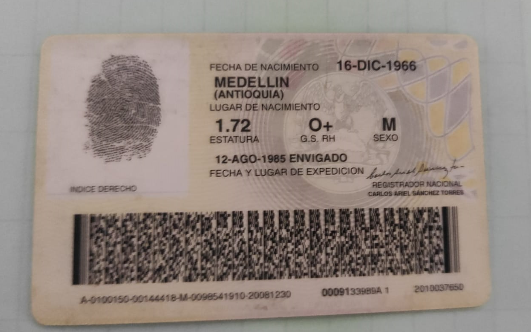 FECHA DE NACIMIENTO 16-DIC-1966
MEDELLIN
(ANTIOQUIA)
LUGAR DE NACIMIENTO
1.72 O+ M
ESTATURA G.S. RH SEXO
12-AGO-1985 ENVIGADO
FECHA Y LUGAR DE EXPEDICION
INDICE DERECHO
REGISTRADOR NACIONAL
CARLOS ARIEL SÁNCHEZ TORRES
A-0100150-00144418-M-0098541910-20081230 0009133989A 1 2010037650